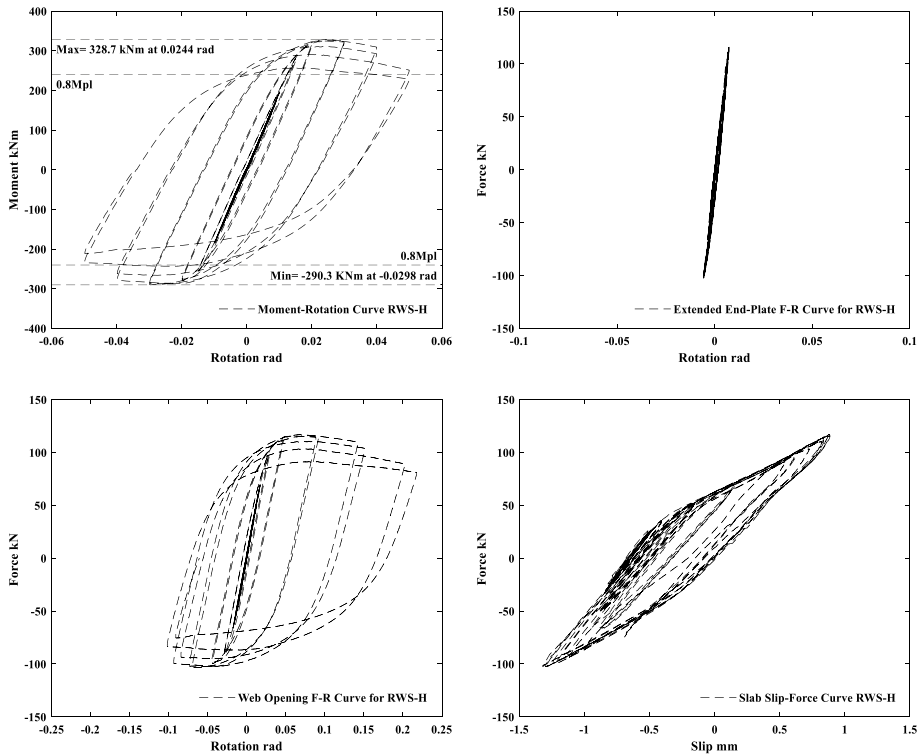 400
300
200
100
0
-100
-200
-300
-400
Moment kNm
Max= 328.7 kNm at 0.0244 rad
0.8Mpl
0.8Mpl
Min= -290.3 KNm at -0.0298 rad
Moment-Rotation Curve RWS-H
-0.06 -0.04 -0.02 0 0.02 0.04 0.06
Rotation rad
150
100
50
0
-50
-100
-150
Force kN
Extended End-Plate F-R Curve for RWS-H
-0.1 -0.05 0 0.05 0.1
Rotation rad
150
100
50
0
-50
-100
-150
Force kN
Web Opening F-R Curve for RWS-H
-0.25 -0.2 -0.15 -0.1 -0.05 0 0.05 0.1 0.15 0.2 0.25
Rotation rad
150
100
50
0
-50
-100
-150
Force kN
Slab Slip-Force Curve RWS-H
-1.5 -1 -0.5 0 0.5 1 1.5
Slip mm